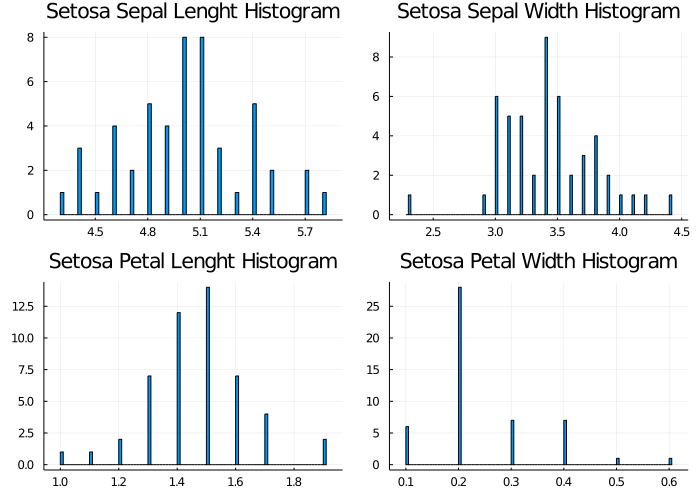 Setosa Sepal Lenght Histogram
8
6
4
2
0
4.5 4.8 5.1 5.4 5.7
Setosa Sepal Width Histogram
8
6
4
2
0
2.5 3.0 3.5 4.0 4.5
Setosa Petal Lenght Histogram
12.5
10.0
7.5
5.0
2.5
0.0
1.0 1.2 1.4 1.6 1.8
Setosa Petal Width Histogram
25
20
15
10
5
0
0.1 0.2 0.3 0.4 0.5 0.6